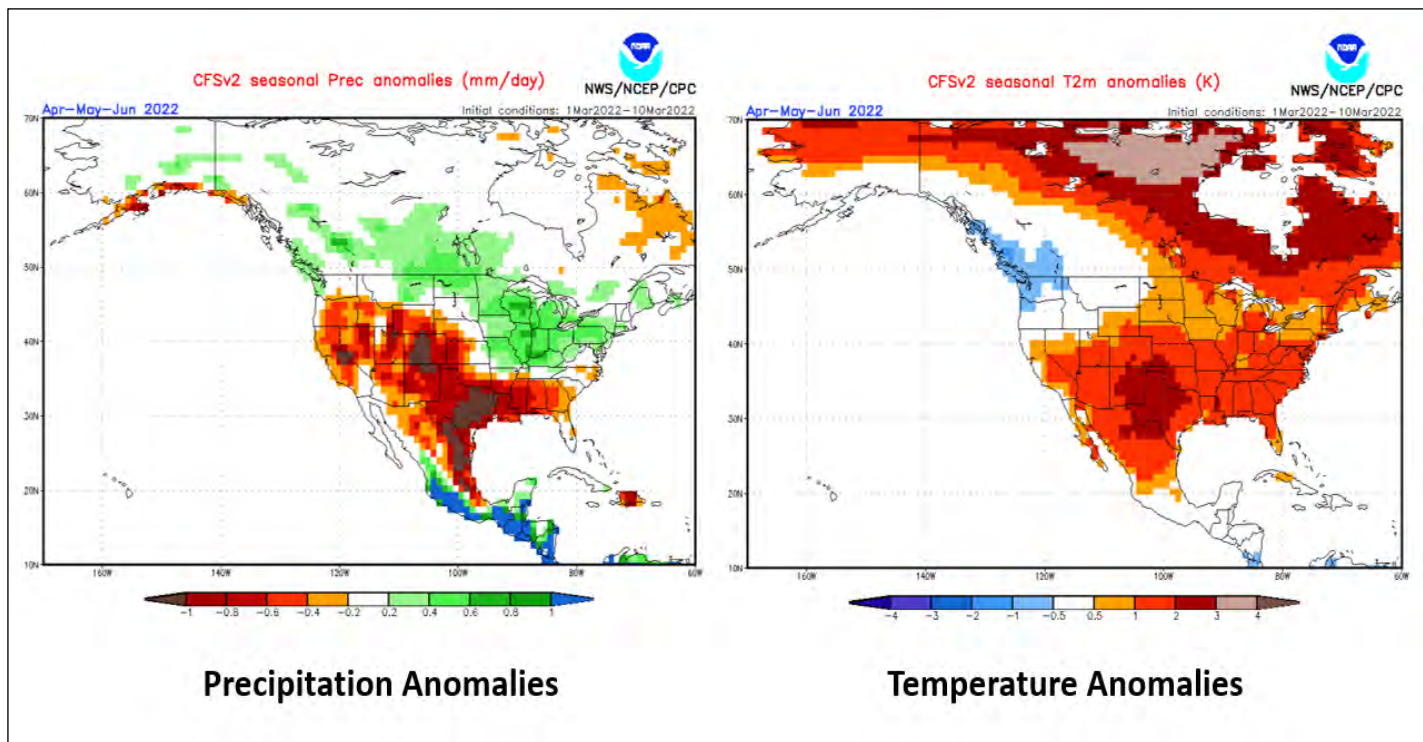 NOAA
CFSv2 seasonal Prec anomalies (mm/day)
NWS/NCEP/CPC
Apr-May-Jun 2022
Initial conditions: 1Mar2022-10Mar2022
70N
60N
50N
40N
30N
20N
10N
160W
140W
120W
100W
80W
60W
-1
-0.8
-0.6
-0.4
-0.2
0.2
0.4
0.6
0.8
1
Precipitation Anomalies
NOAA
CFSv2 seasonal T2m anomalies (K)
NWS/NCEP/CPC
Apr-May-Jun 2022
Initial conditions: 1Mar2022-10Mar2022
70N
60N
50N
40N
30N
20N
10N
160W
140W
120W
100W
80W
60W
-4
-3
-2
-1
-0.5
0.5
1
2
3
4
Temperature Anomalies